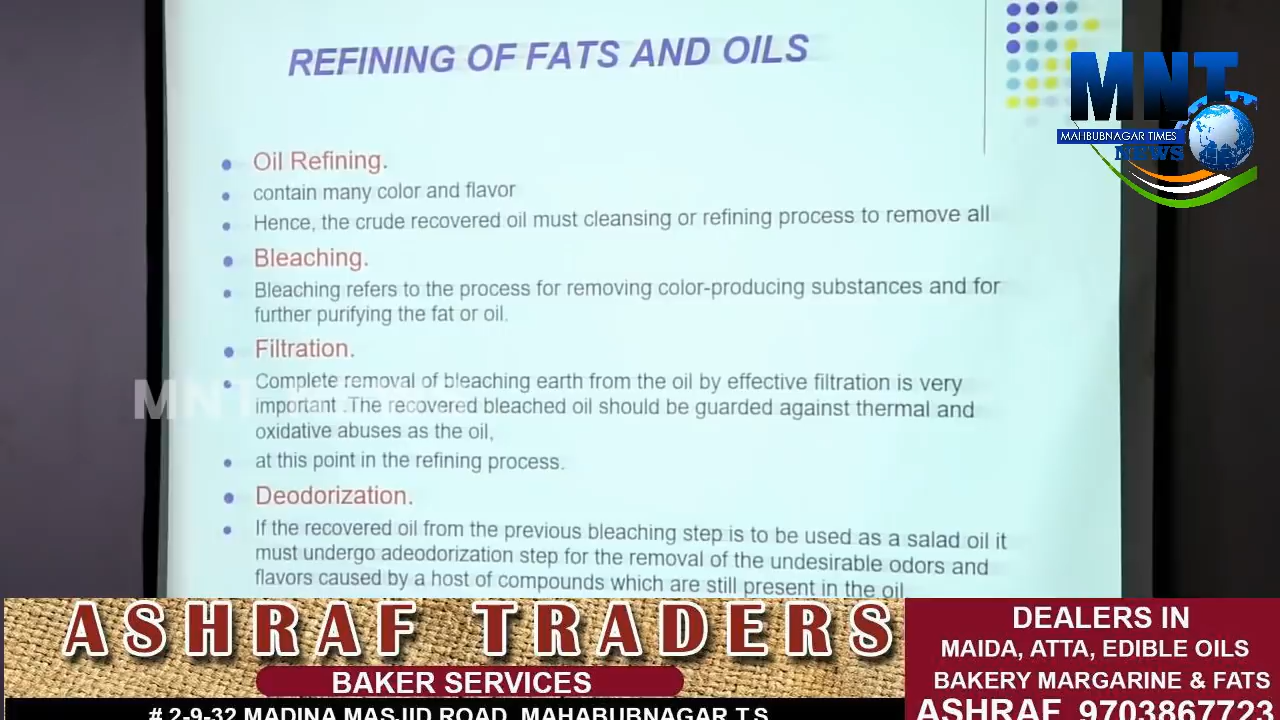 REFINING OF FATS AND OILS
MNT
MAHBUBNAGAR TIMES
NEWS
Oil Refining.
contain many color and flavor
Hence, the crude recovered oil must cleansing or refining process to remove all
Bleaching.
Bleaching refers to the process for removing color-producing substances and for
further purifying the fat or oil.
Filtration.
Complete removal of bleaching earth from the oil by effective filtration is very
important .The recovered bleached oil should be guarded against thermal and
oxidative abuses as the oil,
at this point in the refining process.
MNT
Deodorization.
If the recovered oil from the previous bleaching step is to be used as a salad oil it
must undergo adeodorization step for the removal of the undesirable odors and
flavors caused by a host of compounds which are still present in the oil
ASHRAF TRADERS
BAKER SERVICES
# 2-9-32 MADINA MASJID ROAD, MAHABUBNAGAR T.S
DEALERS IN
MAIDA, ATTA, EDIBLE OILS
BAKERY MARGARINE & FATS
ASHRAF 9703867723